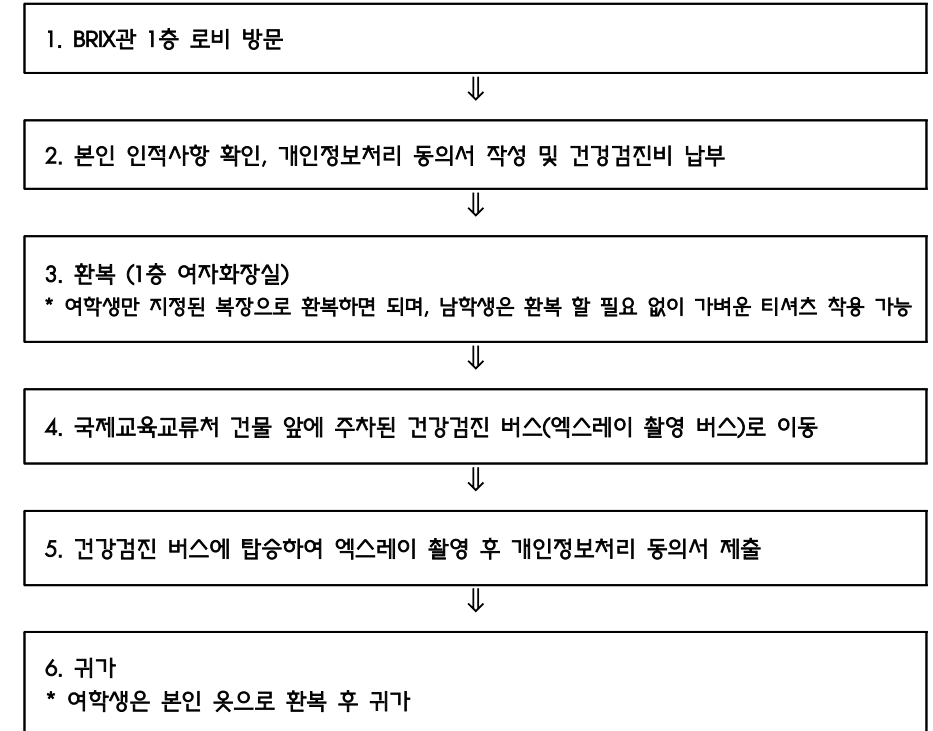 1. BRIX관 1층 로비 방문
⇓
2. 본인 인적사항 확인, 개인정보처리 동의서 작성 및 건겅검진비 납부
⇓
3. 환복 (1층 여자화장실)
* 여학생만 지정된 복장으로 환복하면 되며, 남학생은 환복 할 필요 없이 가벼운 티셔츠 착용 가능
⇓
4. 국제교육교류처 건물 앞에 주차된 건강검진 버스(엑스레이 촬영 버스)로 이동
⇓
5. 건강검진 버스에 탑승하여 엑스레이 촬영 후 개인정보처리 동의서 제출
⇓
6. 귀가
* 여학생은 본인 옷으로 환복 후 귀가